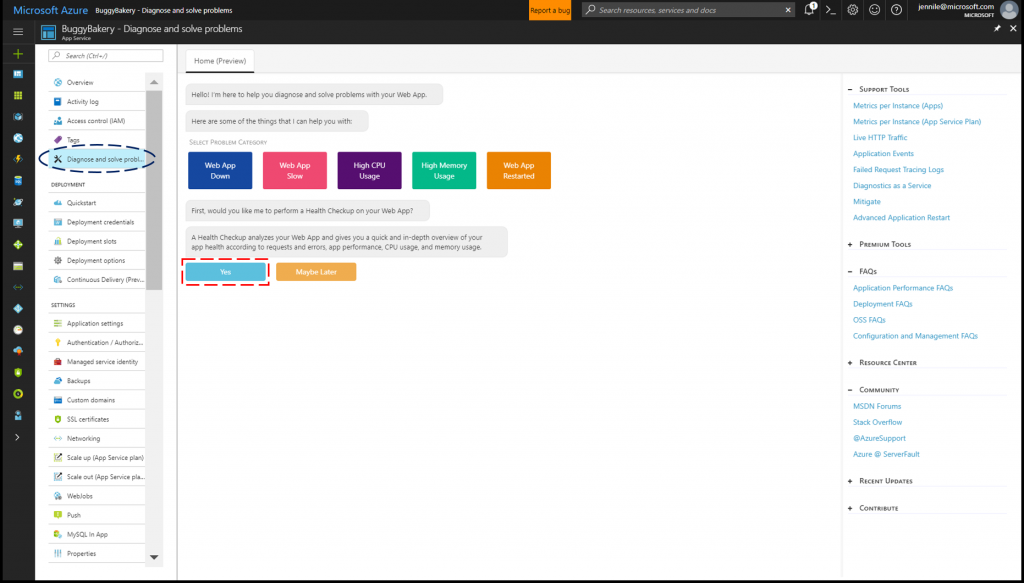 Microsoft Azure BuggyBakery - Diagnose and solve problems
Report a bug
Search resources, services and docs
1
jennile@microsoft.com
MICROSOFT
BuggyBakery - Diagnose and solve problems
App Service
Search (Ctrl+/)
Overview
Activity log
Access control (IAM)
Tags
Diagnose and solve probl...
DEPLOYMENT
Quickstart
Deployment credentials
Deployment slots
Deployment options
Continuous Delivery (Prev...
SETTINGS
Application settings
Authentication / Authoriz...
Managed service identity
Backups
Custom domains
SSL certificates
Networking
Scale up (App Service plan)
Scale out (App Service pla...
WebJobs
Push
MySQL In App
Properties
Home (Preview)
Hello! I'm here to help you diagnose and solve problems with your Web App.
Here are some of the things that I can help you with:
SELECT PROBLEM CATEGORY
Web App
Down
Web App
Slow
High CPU
Usage
High Memory
Usage
Web App
Restarted
First, would you like me to perform a Health Checkup on your Web App?
A Health Checkup analyzes your Web App and gives you a quick and in-depth overview of your
app health according to requests and errors, app performance, CPU usage, and memory usage.
Yes
Maybe Later
SUPPORT TOOLS
Metrics per Instance (Apps)
Metrics per Instance (App Service Plan)
Live HTTP Traffic
Application Events
Failed Request Tracing Logs
Diagnostics as a Service
Mitigate
Advanced Application Restart
PREMIUM TOOLS
FAQS
Application Performance FAQs
Deployment FAQs
OSS FAQs
Configuration and Management FAQs
RESOURCE CENTER
COMMUNITY
MSDN Forums
Stack Overflow
@AzureSupport
Azure @ ServerFault
RECENT UPDATES
CONTRIBUTE